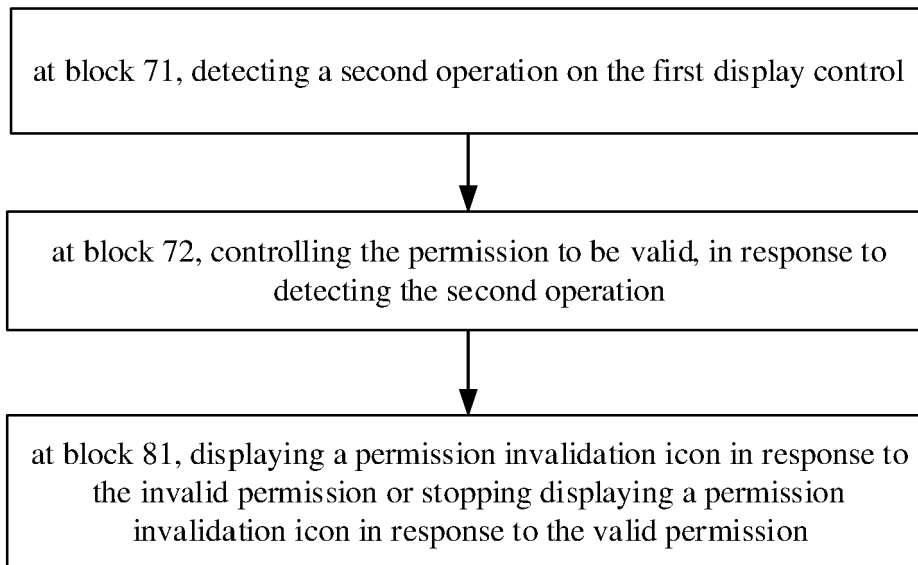 at block 71, detecting a second operation on the first display control
at block 72, controlling the permission to be valid, in response to
detecting the second operation
at block 81, displaying a permission invalidation icon in response to
the invalid permission or stopping displaying a permission
invalidation icon in response to the valid permission